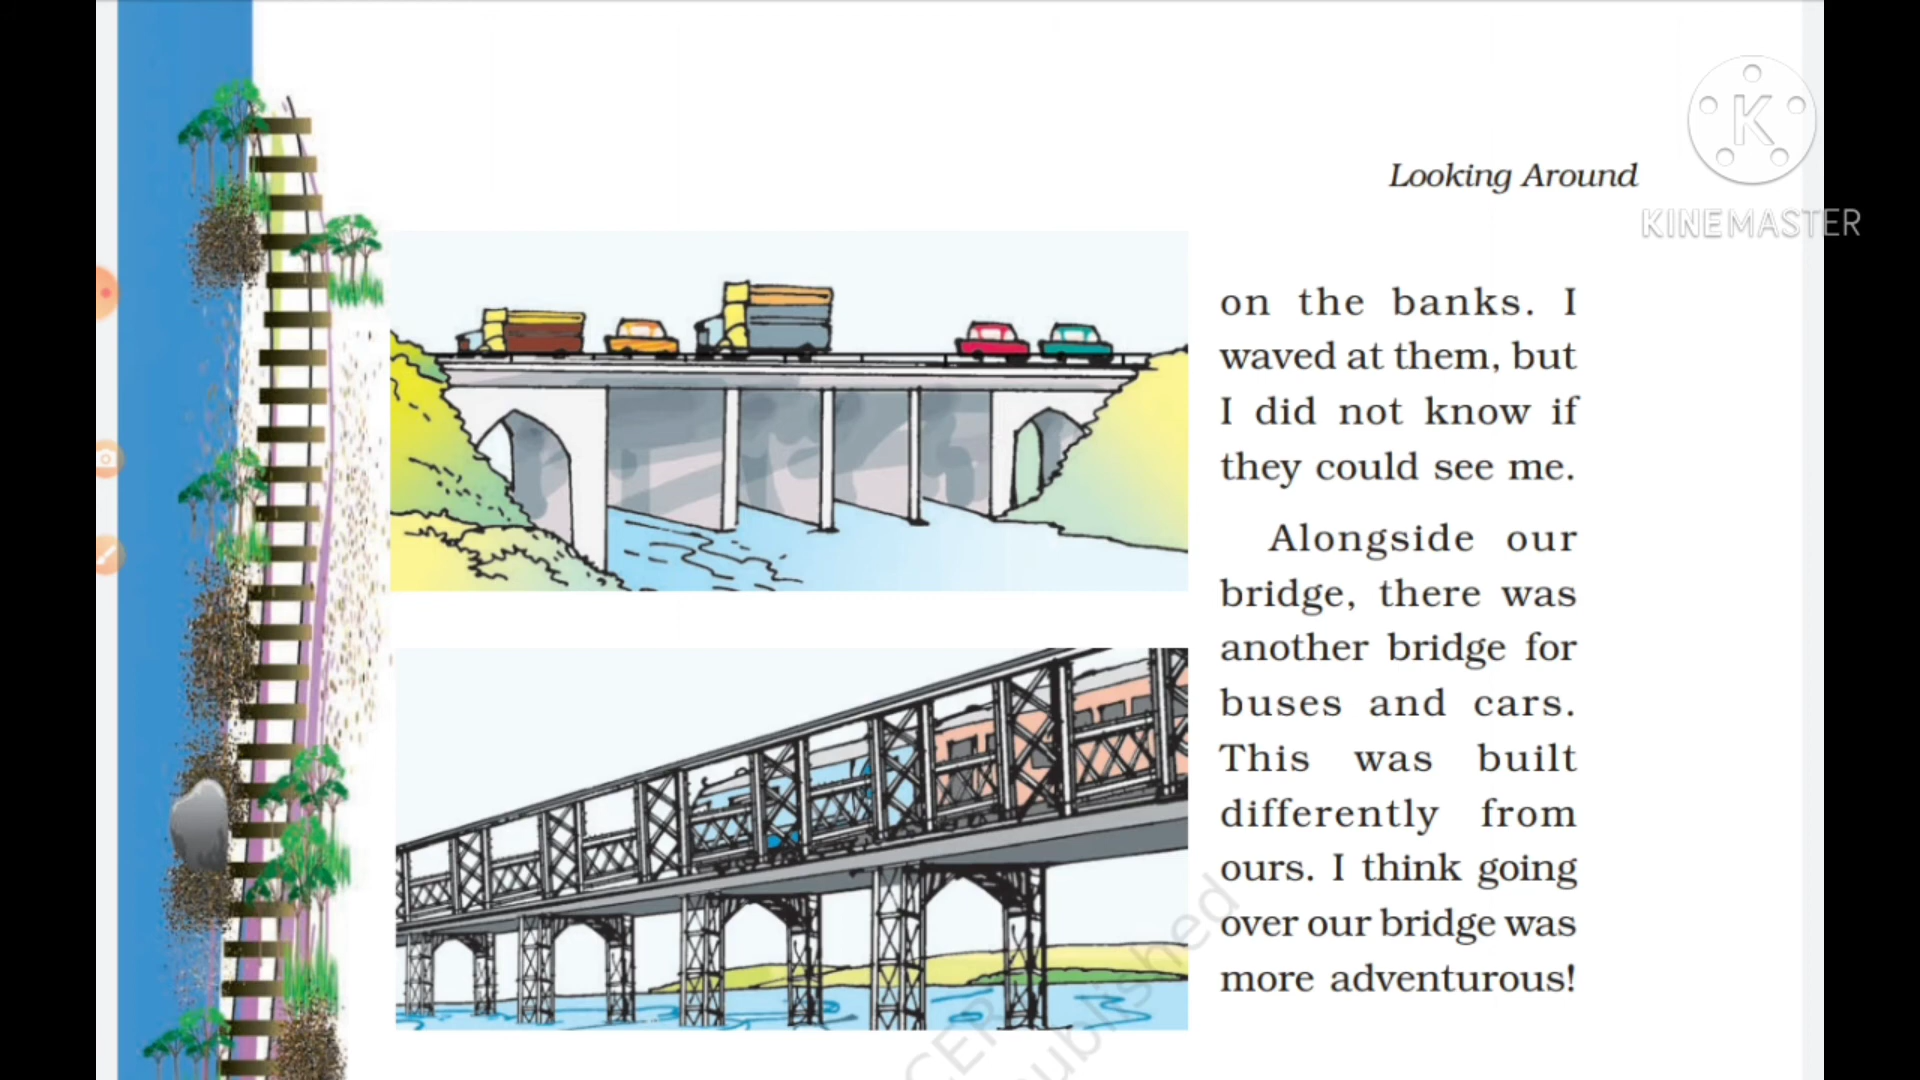 Looking Around
K
KINEMASTER
on the banks. I
waved at them, but
I did not know if
they could see me.
Alongside our
bridge, there was
another bridge for
buses and cars.
This was built
differently from
ours. I think going
over our bridge was
more adventurous!